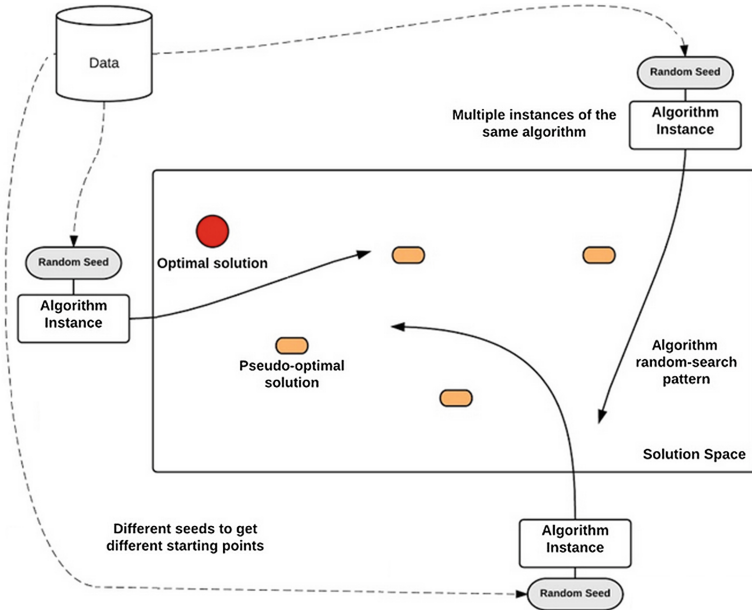 Data
Random Seed
Multiple instances of the
same algorithm
Algorithm
Instance
Optimal solution
Random Seed
Algorithm
Instance
Pseudo-optimal
solution
Algorithm
random-search
pattern
Solution Space
Different seeds to get
different starting points
Algorithm
Instance
Random Seed